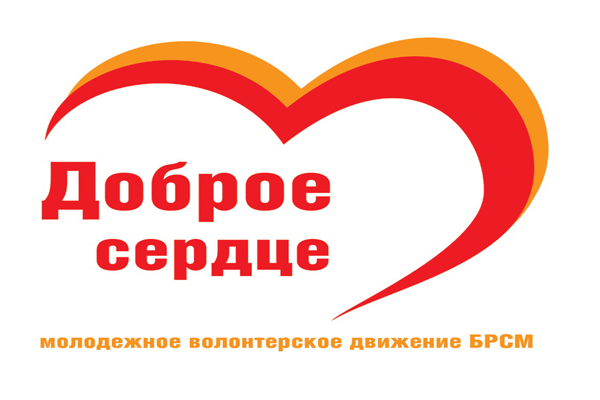 Доброе
сердце
молодежное волонтерское движение БРСМ